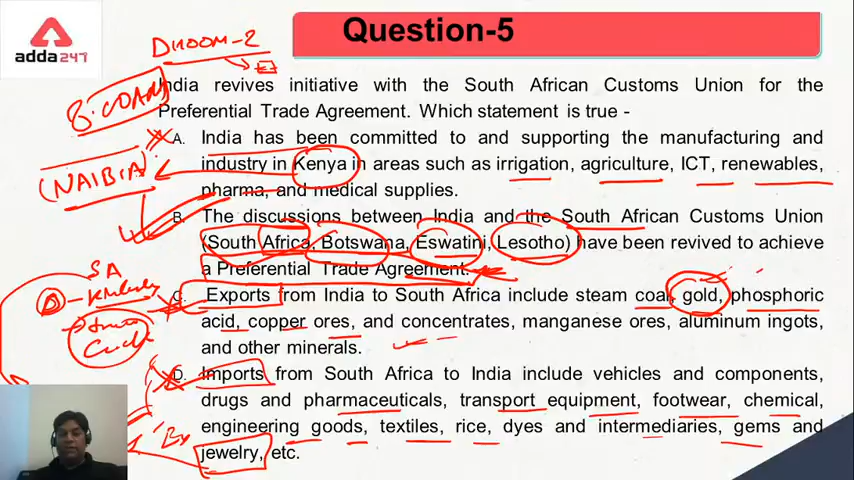 Question-5
adda247
DHOOM-2
India revives initiative with the South African Customs Union for the
Preferential Trade Agreement. Which statement is true -
A. India has been committed to and supporting the manufacturing and
industry in Kenya in areas such as irrigation, agriculture, ICT, renewables,
pharma, and medical supplies.
(NAIBIA)
B. The discussions between India and the South African Customs Union
(South Africa, Botswana, Eswatini, Lesotho) have been revived to achieve
a Preferential Trade Agreement.
SA
C. Exports from India to South Africa include steam coal, gold, phosphoric
acid, copper ores, and concentrates, manganese ores, aluminum ingots,
and other minerals.
D. Imports from South Africa to India include vehicles and components,
drugs and pharmaceuticals, transport equipment, footwear, chemical,
engineering goods, textiles, rice, dyes and intermediaries, gems and
jewelry, etc.